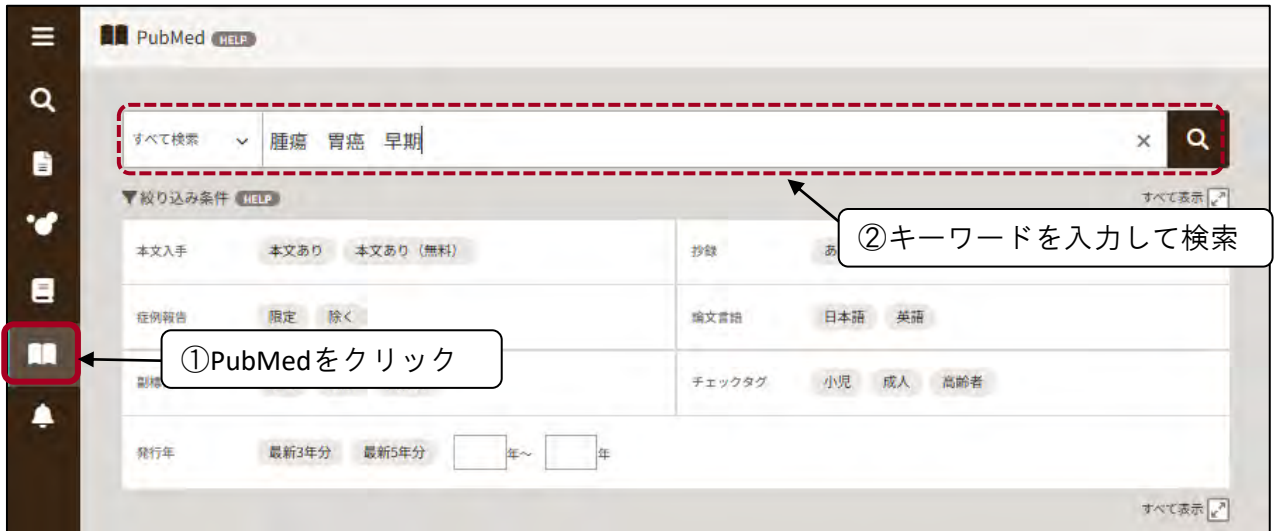 PubMed HELP
すべて検索 腫瘍 胃癌 早期 ×
▼絞り込み条件 HELP すべて表示
②キーワードを入力して検索
本文入手 本文あり 本文あり（無料） 抄録 あ
症例報告 限定 除く 論文言語 日本語 英語
①PubMedをクリック
チェックタグ 小児 成人 高齢者
発行年 最新3年分 最新5年分 年～ 年
すべて表示